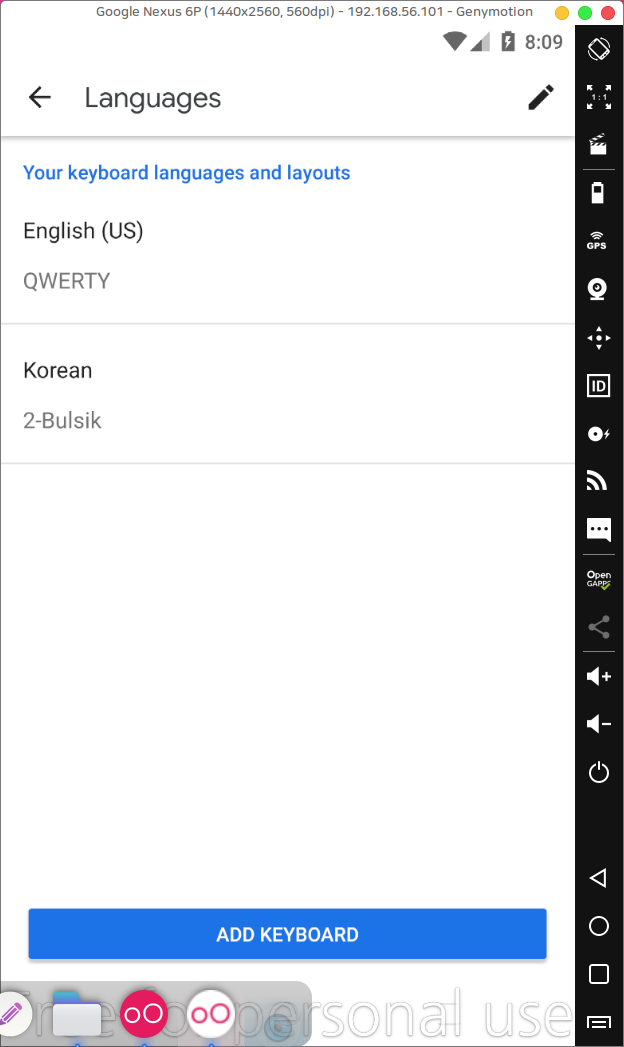 Google Nexus 6P (1440x2560, 560dpi) - 192.168.56.101 - Genymotion
8:09
Languages
1:1
Your keyboard languages and layouts
GPS
English (US)
QWERTY
Korean
ID
2-Bulsik
Open
GAPPS
ADD KEYBOARD
Free for personal use